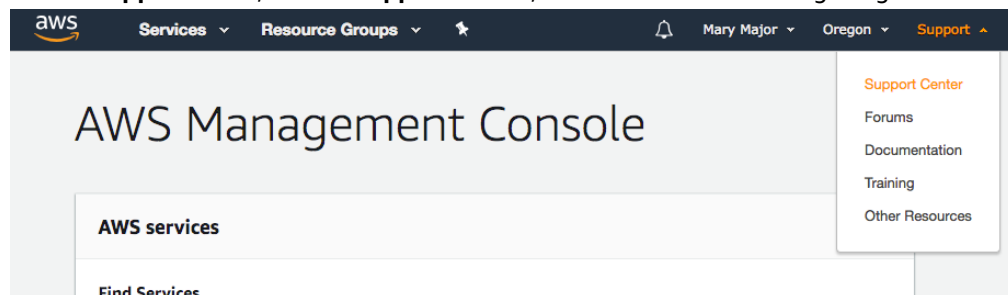 aws Services Resource Groups Mary Major Oregon Support
Support Center
Forums
Documentation
Training
Other Resources
AWS Management Console
AWS services
Find Services